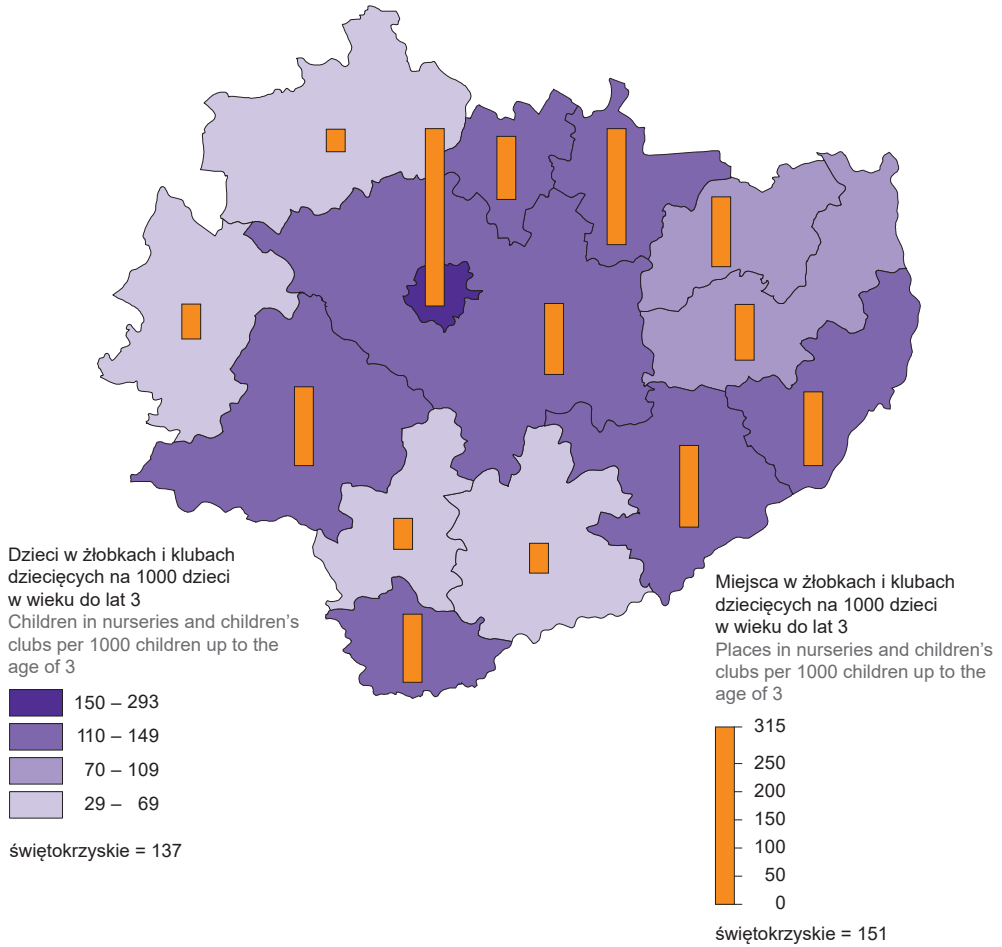 Dzieci w żłobkach i klubach
dziecięcych na 1000 dzieci
w wieku do lat 3
Children in nurseries and children's
clubs per 1000 children up to the
age of 3
150 – 293
110 – 149
70 – 109
29 – 69
świętokrzyskie = 137
Miejsca w żłobkach i klubach
dziecięcych na 1000 dzieci
w wieku do lat 3
Places in nurseries and children's
clubs per 1000 children up to the
age of 3
315
250
200
150
100
50
0
świętokrzyskie = 151